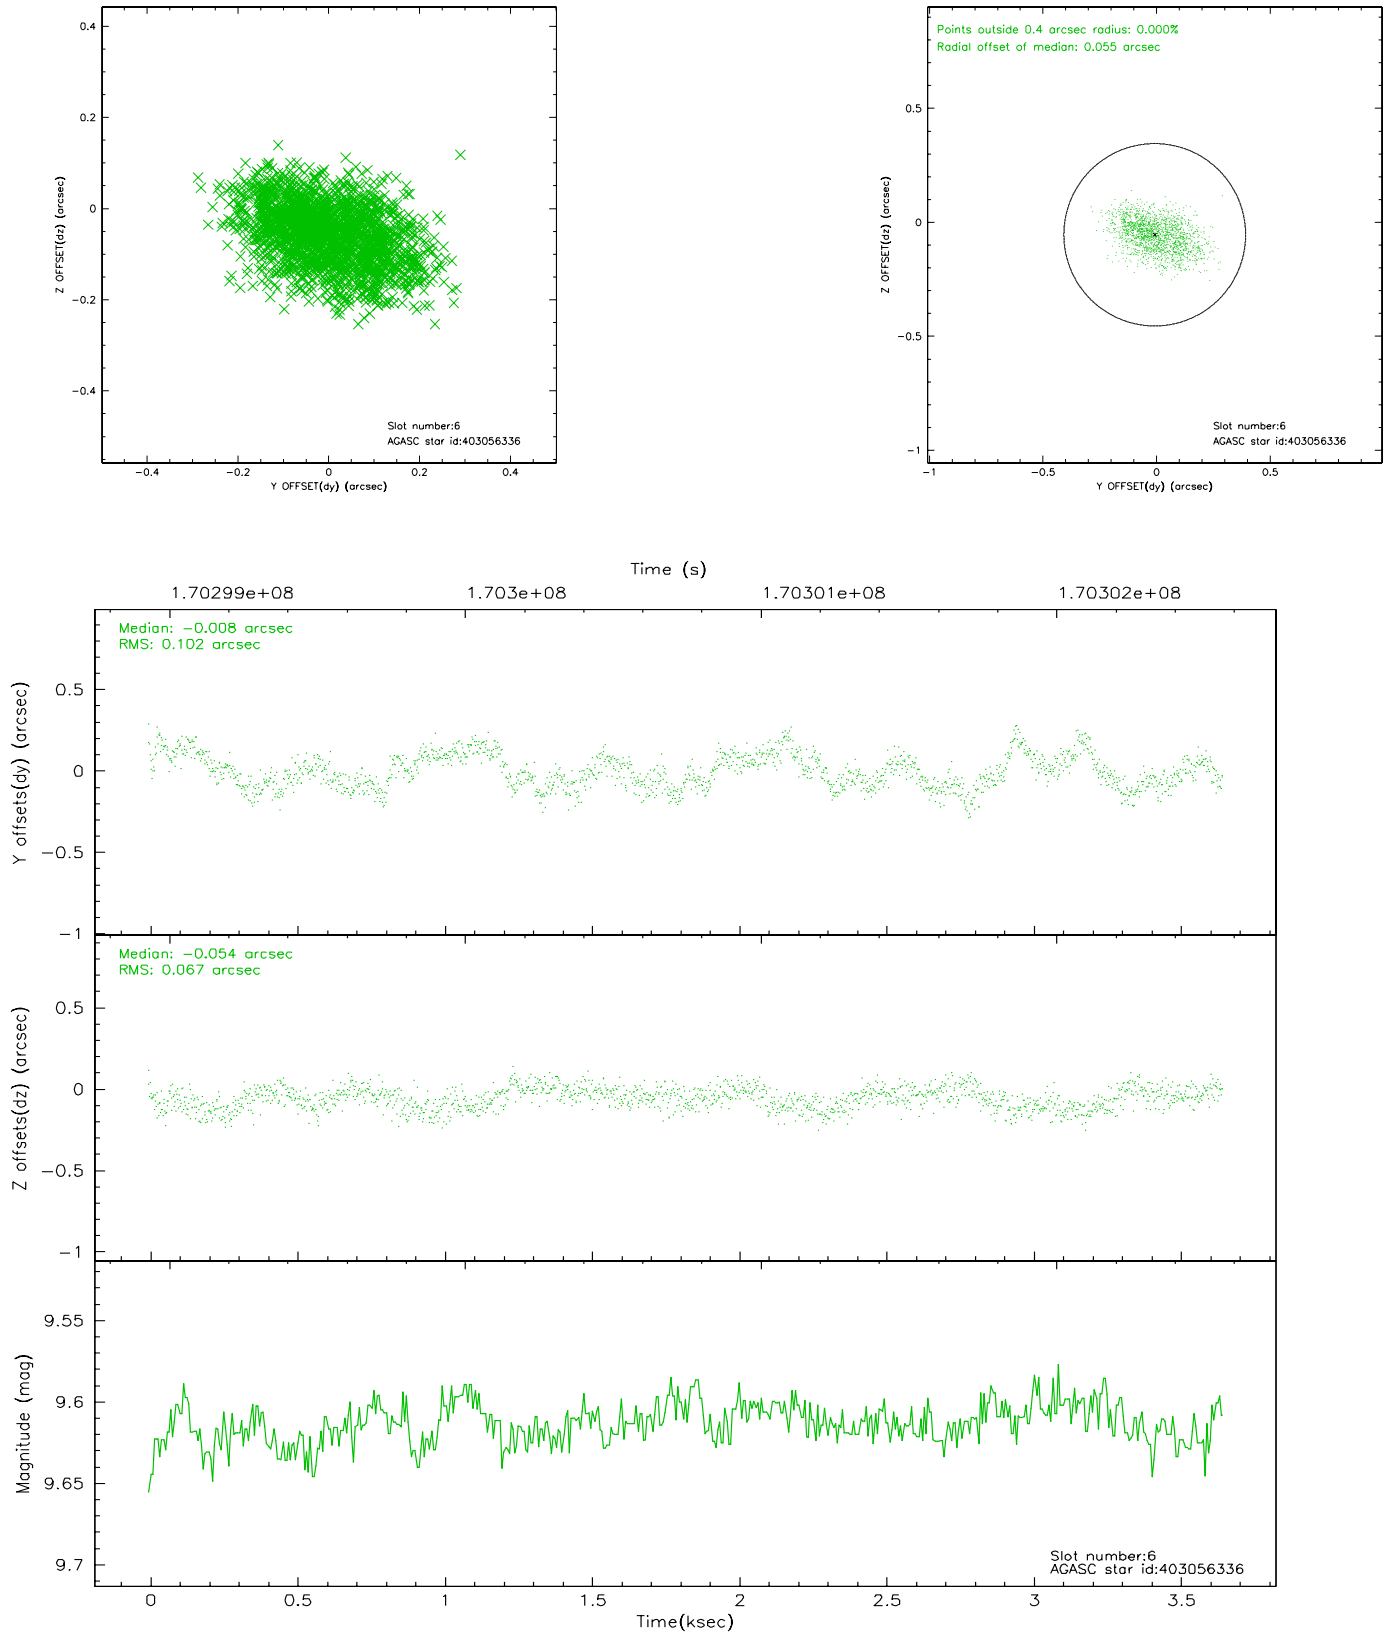 0.4
0.2
0
−0.2
−0.4
Z OFFSET(dz) (arcsec)
Slot number:6
AGASC star id:403056336
−0.4
−0.2
0
0.2
0.4
Y OFFSET(dy) (arcsec)
Points outside 0.4 arcsec radius: 0.000%
Radial offset of median: 0.055 arcsec
0.5
0
−0.5
−1
Z OFFSET(dz) (arcsec)
Slot number:6
AGASC star id:403056336
−1
−0.5
0
0.5
Y OFFSET(dy) (arcsec)
Time (s)
1.70299e+08
1.703e+08
1.70301e+08
1.70302e+08
Median: −0.008 arcsec
RMS: 0.102 arcsec
0.5
0
−0.5
−1
Y offsets(dy) (arcsec)
Median: −0.054 arcsec
RMS: 0.067 arcsec
0.5
0
−0.5
−1
Z offsets(dz) (arcsec)
9.55
9.6
9.65
9.7
Magnitude (mag)
Slot number:6
AGASC star id:403056336
0
0.5
1
1.5
2
2.5
3
3.5
Time(ksec)